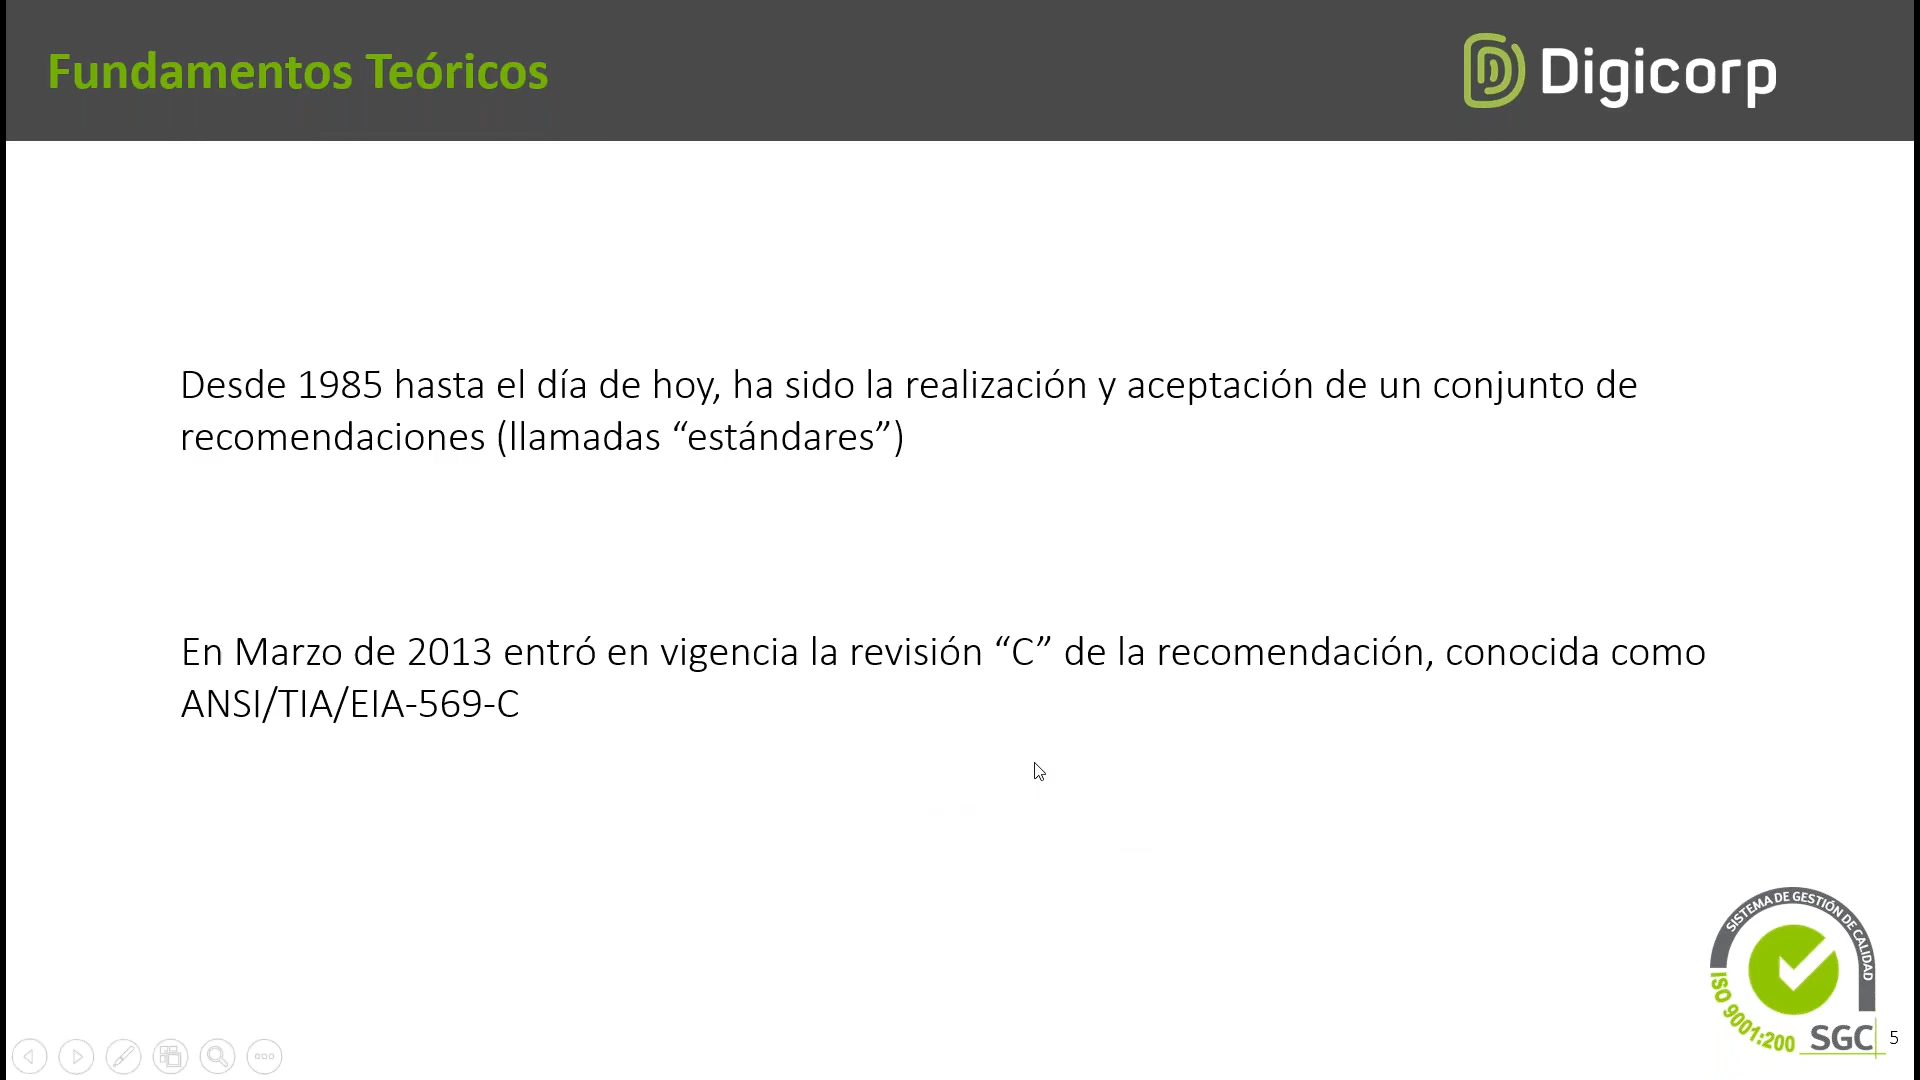 Fundamentos Teóricos
Digicorp
Desde 1985 hasta el día de hoy, ha sido la realización y aceptación de un conjunto de
recomendaciones (llamadas “estándares”)
En Marzo de 2013 entró en vigencia la revisión “C” de la recomendación, conocida como
ANSI/TIA/EIA-569-C
SISTEMA DE GESTIÓN DE CALIDAD
ISO 9001:200
SGC
5